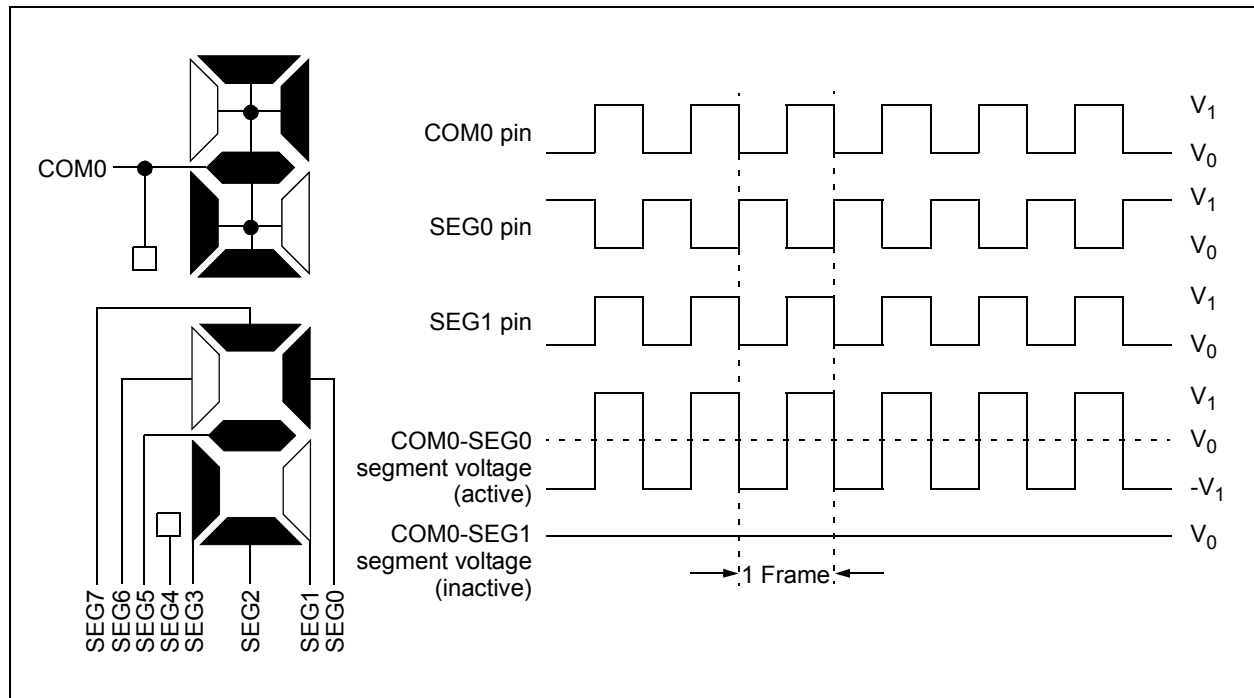 COM0
COM0 pin
V1
V0
SEG0 pin
V1
V0
SEG1 pin
V1
V0
COM0-SEG0
segment voltage
(active)
V1
V0
-V1
COM0-SEG1
segment voltage
(inactive)
V0
1 Frame
SEG7
SEG6
SEG5
SEG4
SEG3
SEG2
SEG1
SEG0